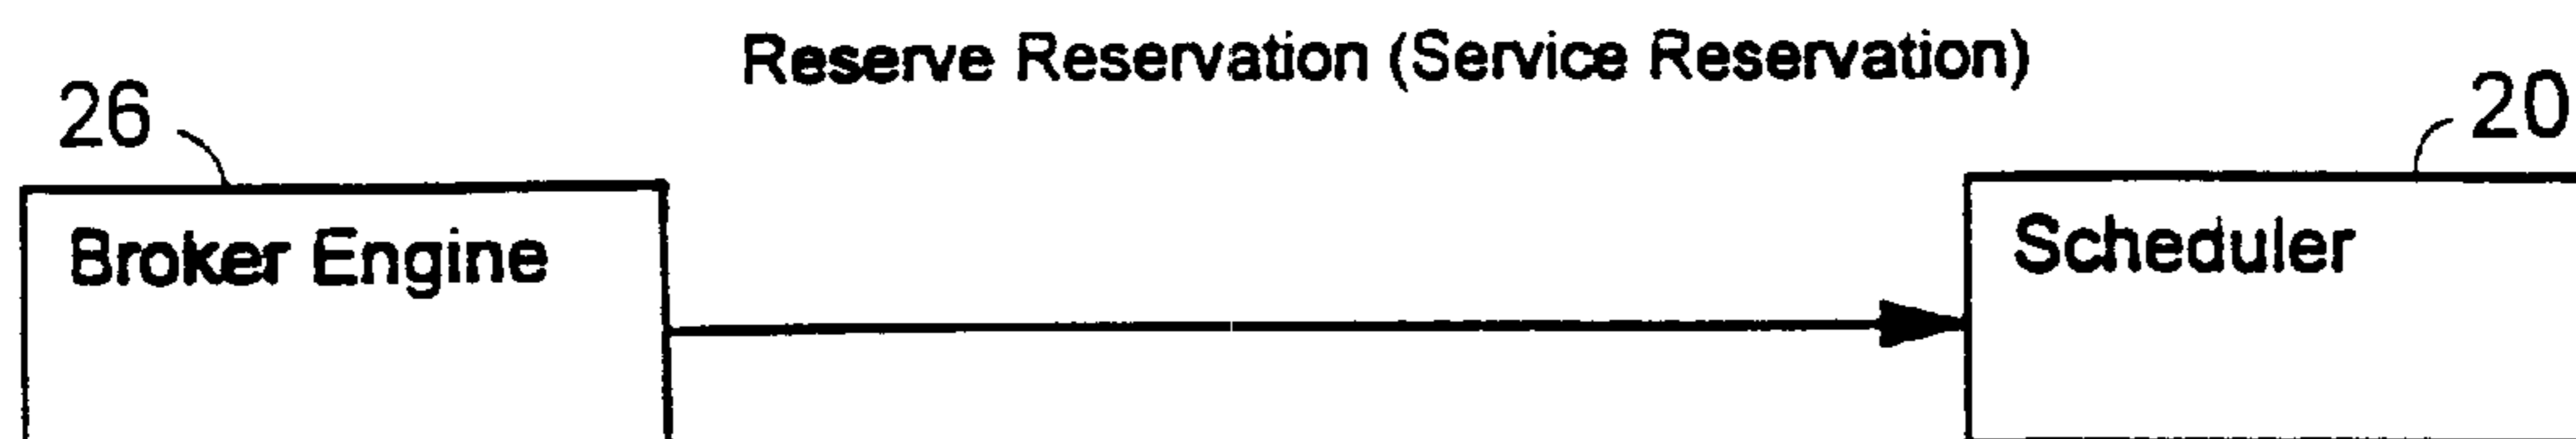 Reserve Reservation (Service Reservation)
26
20
Broker Engine
Scheduler